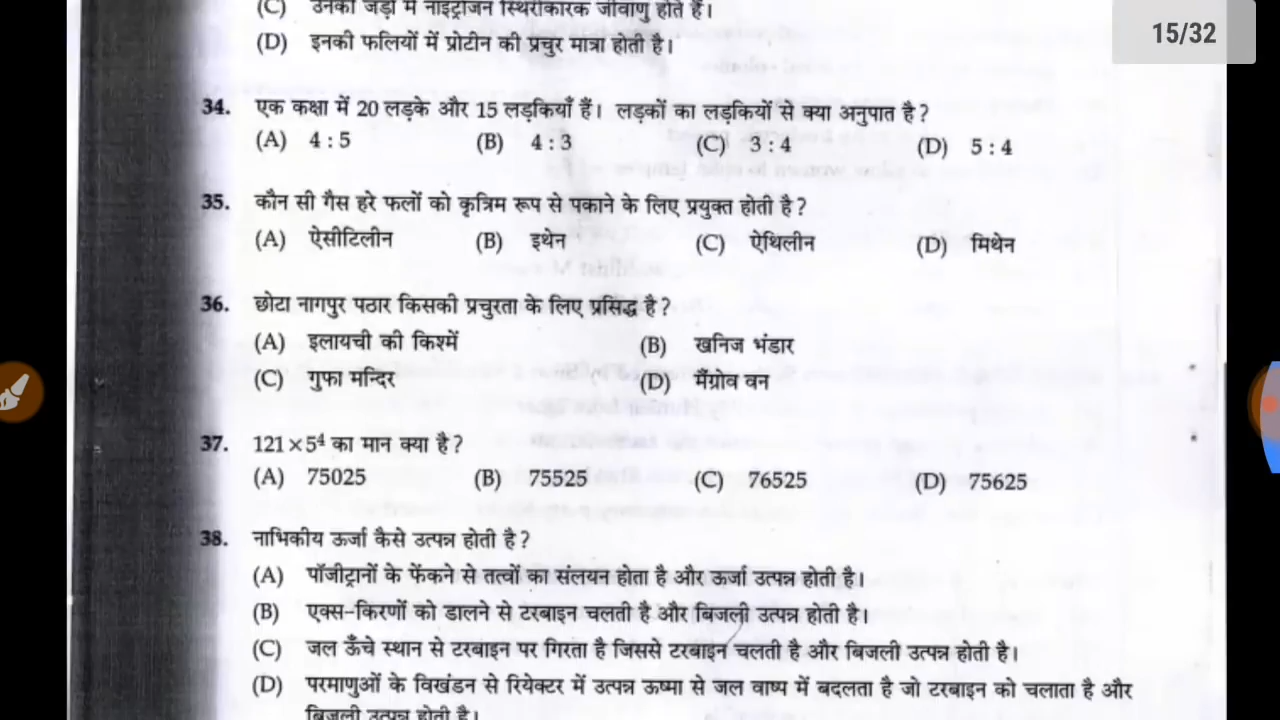 (C) उनकी जड़ों में नाइट्रोजन स्थिरीकारक जीवाणु होते हैं।
15/32
(D) इनकी फलियों में प्रोटीन की प्रचुर मात्रा होती है।
34. एक कक्षा में 20 लड़के और 15 लड़कियाँ हैं। लड़कों का लड़कियों से क्या अनुपात है?
(A) 4 : 5 (B) 4 : 3 (C) 3 : 4 (D) 5 : 4
35. कौन सी गैस हरे फलों को कृत्रिम रूप से पकाने के लिए प्रयुक्त होती है?
(A) ऐसीटिलीन (B) इथेन (C) ऐथिलीन (D) मिथेन
36. छोटा नागपुर पठार किसकी प्रचुरता के लिए प्रसिद्ध है?
(A) इलायची की किश्में (B) खनिज भंडार
(C) गुफा मन्दिर (D) मैंग्रोव वन
37. 121×5⁴ का मान क्या है?
(A) 75025 (B) 75525 (C) 76525 (D) 75625
38. नाभिकीय ऊर्जा कैसे उत्पन्न होती है?
(A) पॉजीट्रानों के फेंकने से तत्वों का संलयन होता है और ऊर्जा उत्पन्न होती है।
(B) एक्स-किरणों को डालने से टरबाइन चलती है और बिजली उत्पन्न होती है।
(C) जल ऊँचे स्थान से टरबाइन पर गिरता है जिससे टरबाइन चलती है और बिजली उत्पन्न होती है।
(D) परमाणुओं के विखंडन से रियेक्टर में उत्पन्न ऊष्मा से जल वाष्प में बदलता है जो टरबाइन को चलाता है और
बिजली उत्पन्न होती है।